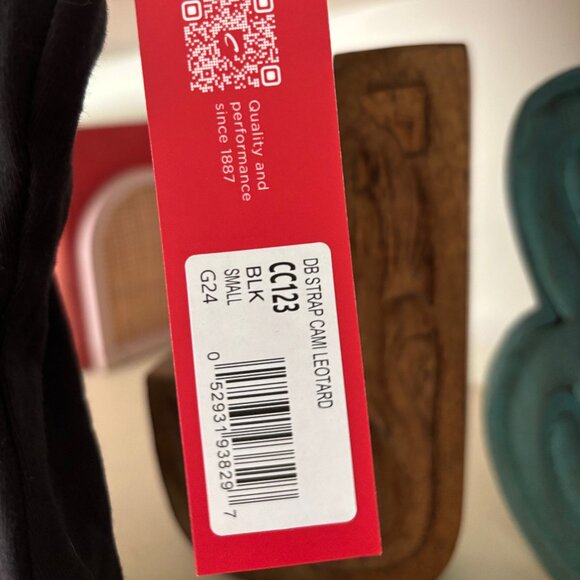 Quality and
performance
since 1887
DB STRAP CAMI LEOTARD
CC123
BLK
SMALL
G24
0 52931 93829 7